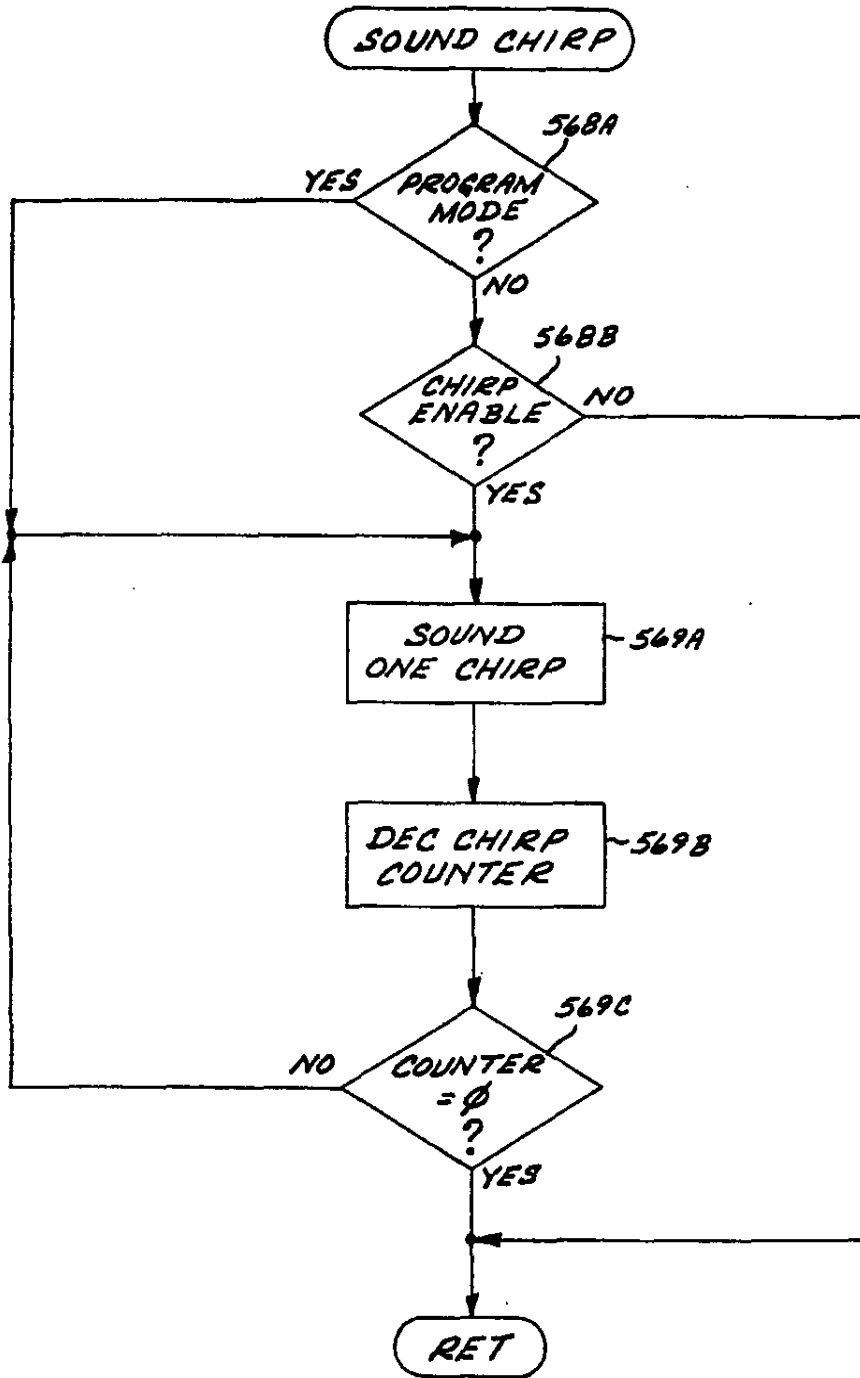 SOUND CHIRP
568A
YES
PROGRAM
MODE
?
NO
568B
CHIRP
ENABLE
?
NO
YES
SOUND
ONE CHIRP
569A
DEC CHIRP
COUNTER
569B
569C
NO
COUNTER
=Ø
?
YES
RET